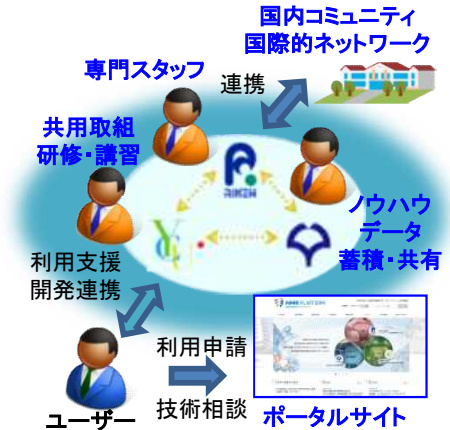 国内コミュニティ
国際的ネットワーク
専門スタッフ
連携
共用取組
研修・講習
RIKEN
YCU
ノウハウ
データ
蓄積・共有
利用支援
開発連携
利用申請
技術相談
ユーザー
ポータルサイト